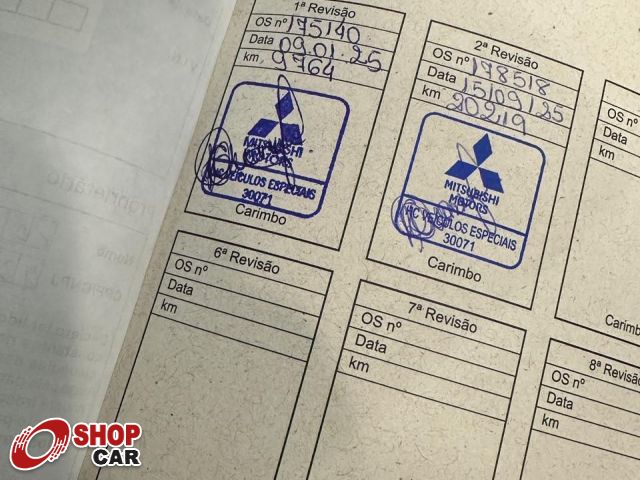 1ª Revisão
OS nº 175140
Data 09.01.25
km 9764
MITSUBISHI
MOTORS
HC VEÍCULOS ESPECIAIS
30071
Carimbo
2ª Revisão
OS nº 178518
Data 15/09/25
km 20219
MITSUBISHI
MOTORS
HC VEÍCULOS ESPECIAIS
30071
Carimbo
OS nº
Data
km
Carimb
6ª Revisão
OS nº
Data
km
7ª Revisão
OS nº
Data
km
8ª Revisão
OS nº
Data
km
SHOP
CAR